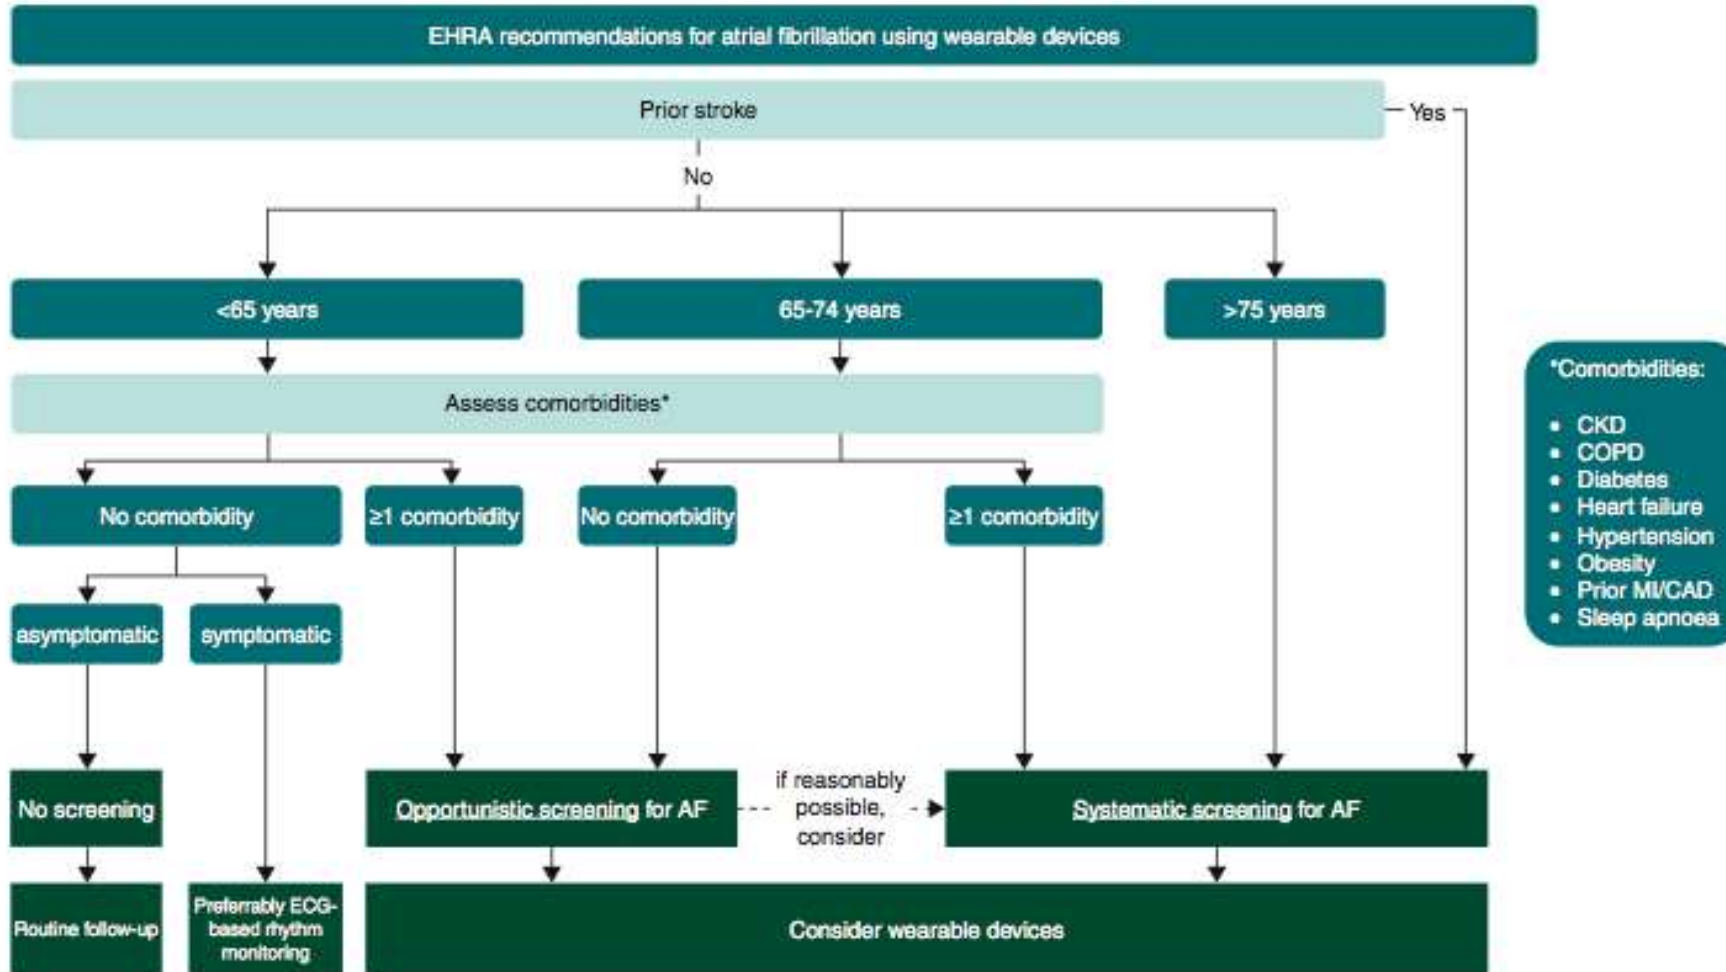 EHRA recommendations for atrial fibrillation using wearable devices
Prior stroke
Yes
No
<65 years
65-74 years
>75 years
Assess comorbidities*
No comorbidity
≥1 comorbidity
No comorbidity
≥1 comorbidity
asymptomatic
symptomatic
No screening
Opportunistic screening for AF
if reasonably
possible,
consider
Systematic screening for AF
Routine follow-up
Preferrably ECG-
based rhythm
monitoring
Consider wearable devices
*Comorbidities:
• CKD
• COPD
• Diabetes
• Heart failure
• Hypertension
• Obesity
• Prior MI/CAD
• Sleep apnoea